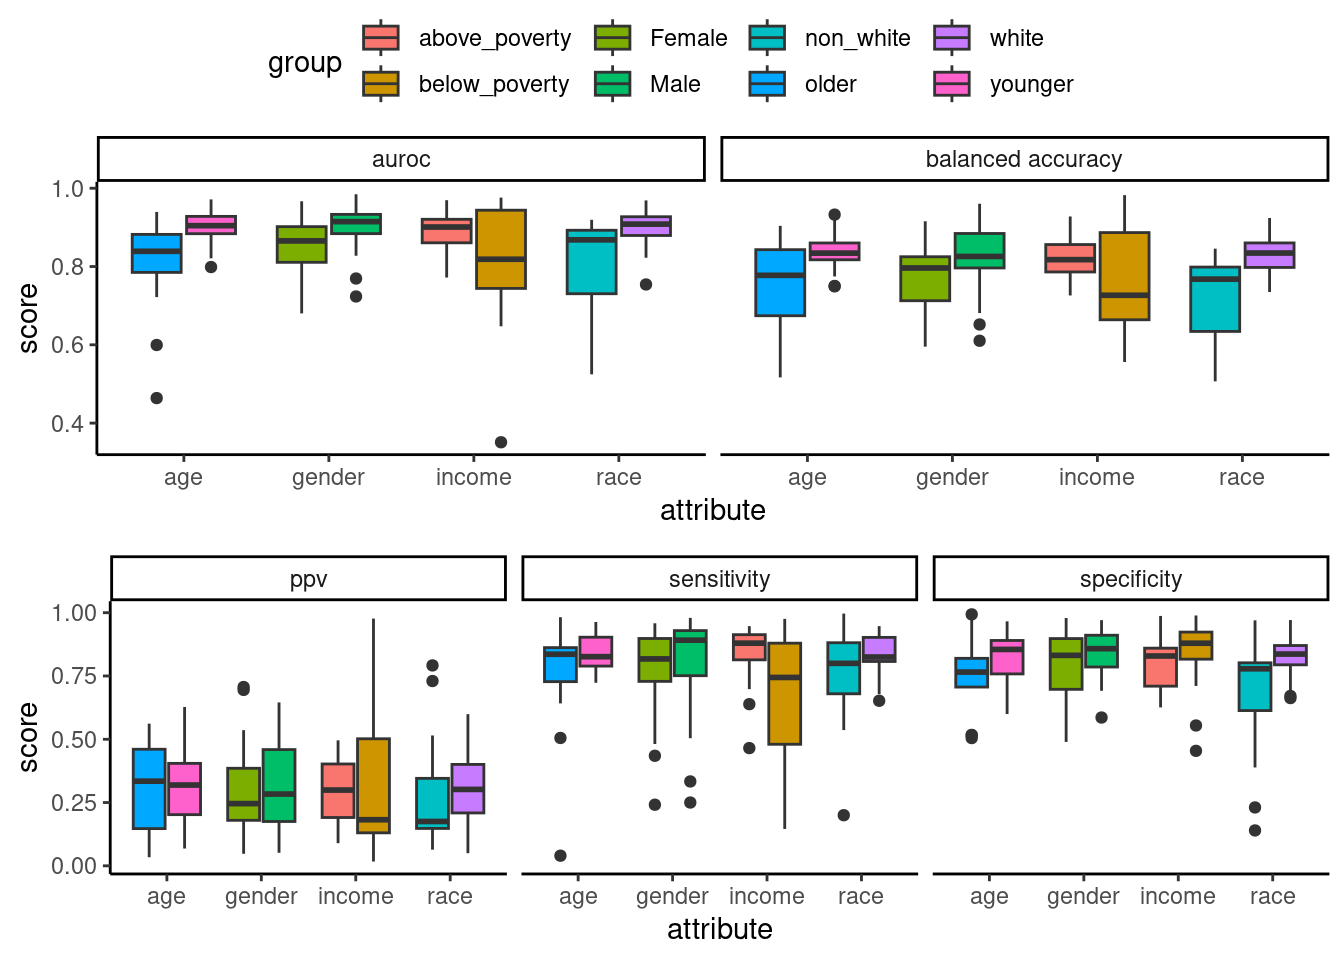 group
above_poverty Female non_white white
below_poverty Male older younger
auroc balanced accuracy
score
1.0
0.8
0.6
0.4
age gender income race age gender income race
attribute
ppv sensitivity specificity
score
1.00
0.75
0.50
0.25
0.00
age gender income race age gender income race age gender income race
attribute